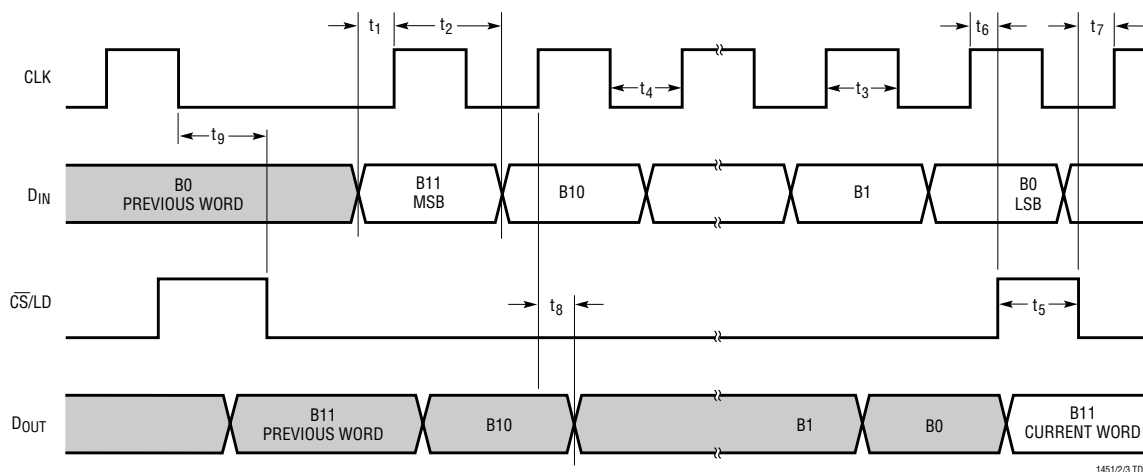 t1 t2 t6 t7
CLK
t4 t3
t9
DIN
B0
PREVIOUS WORD
B11
MSB
B10
B1
B0
LSB
C̅S̅/LD
t8
t5
DOUT
B11
PREVIOUS WORD
B10
B1
B0
B11
CURRENT WORD
1451/2/3 TD